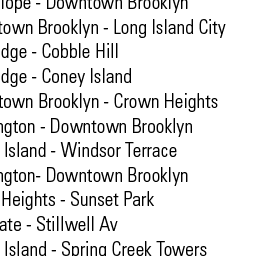 lope - Downtown Brooklyn
town Brooklyn - Long Island City
dge - Cobble Hill
dge - Coney Island
town Brooklyn - Crown Heights
ngton - Downtown Brooklyn
Island - Windsor Terrace
ngton- Downtown Brooklyn
Heights - Sunset Park
ate - Stillwell Av
Island - Spring Creek Towers